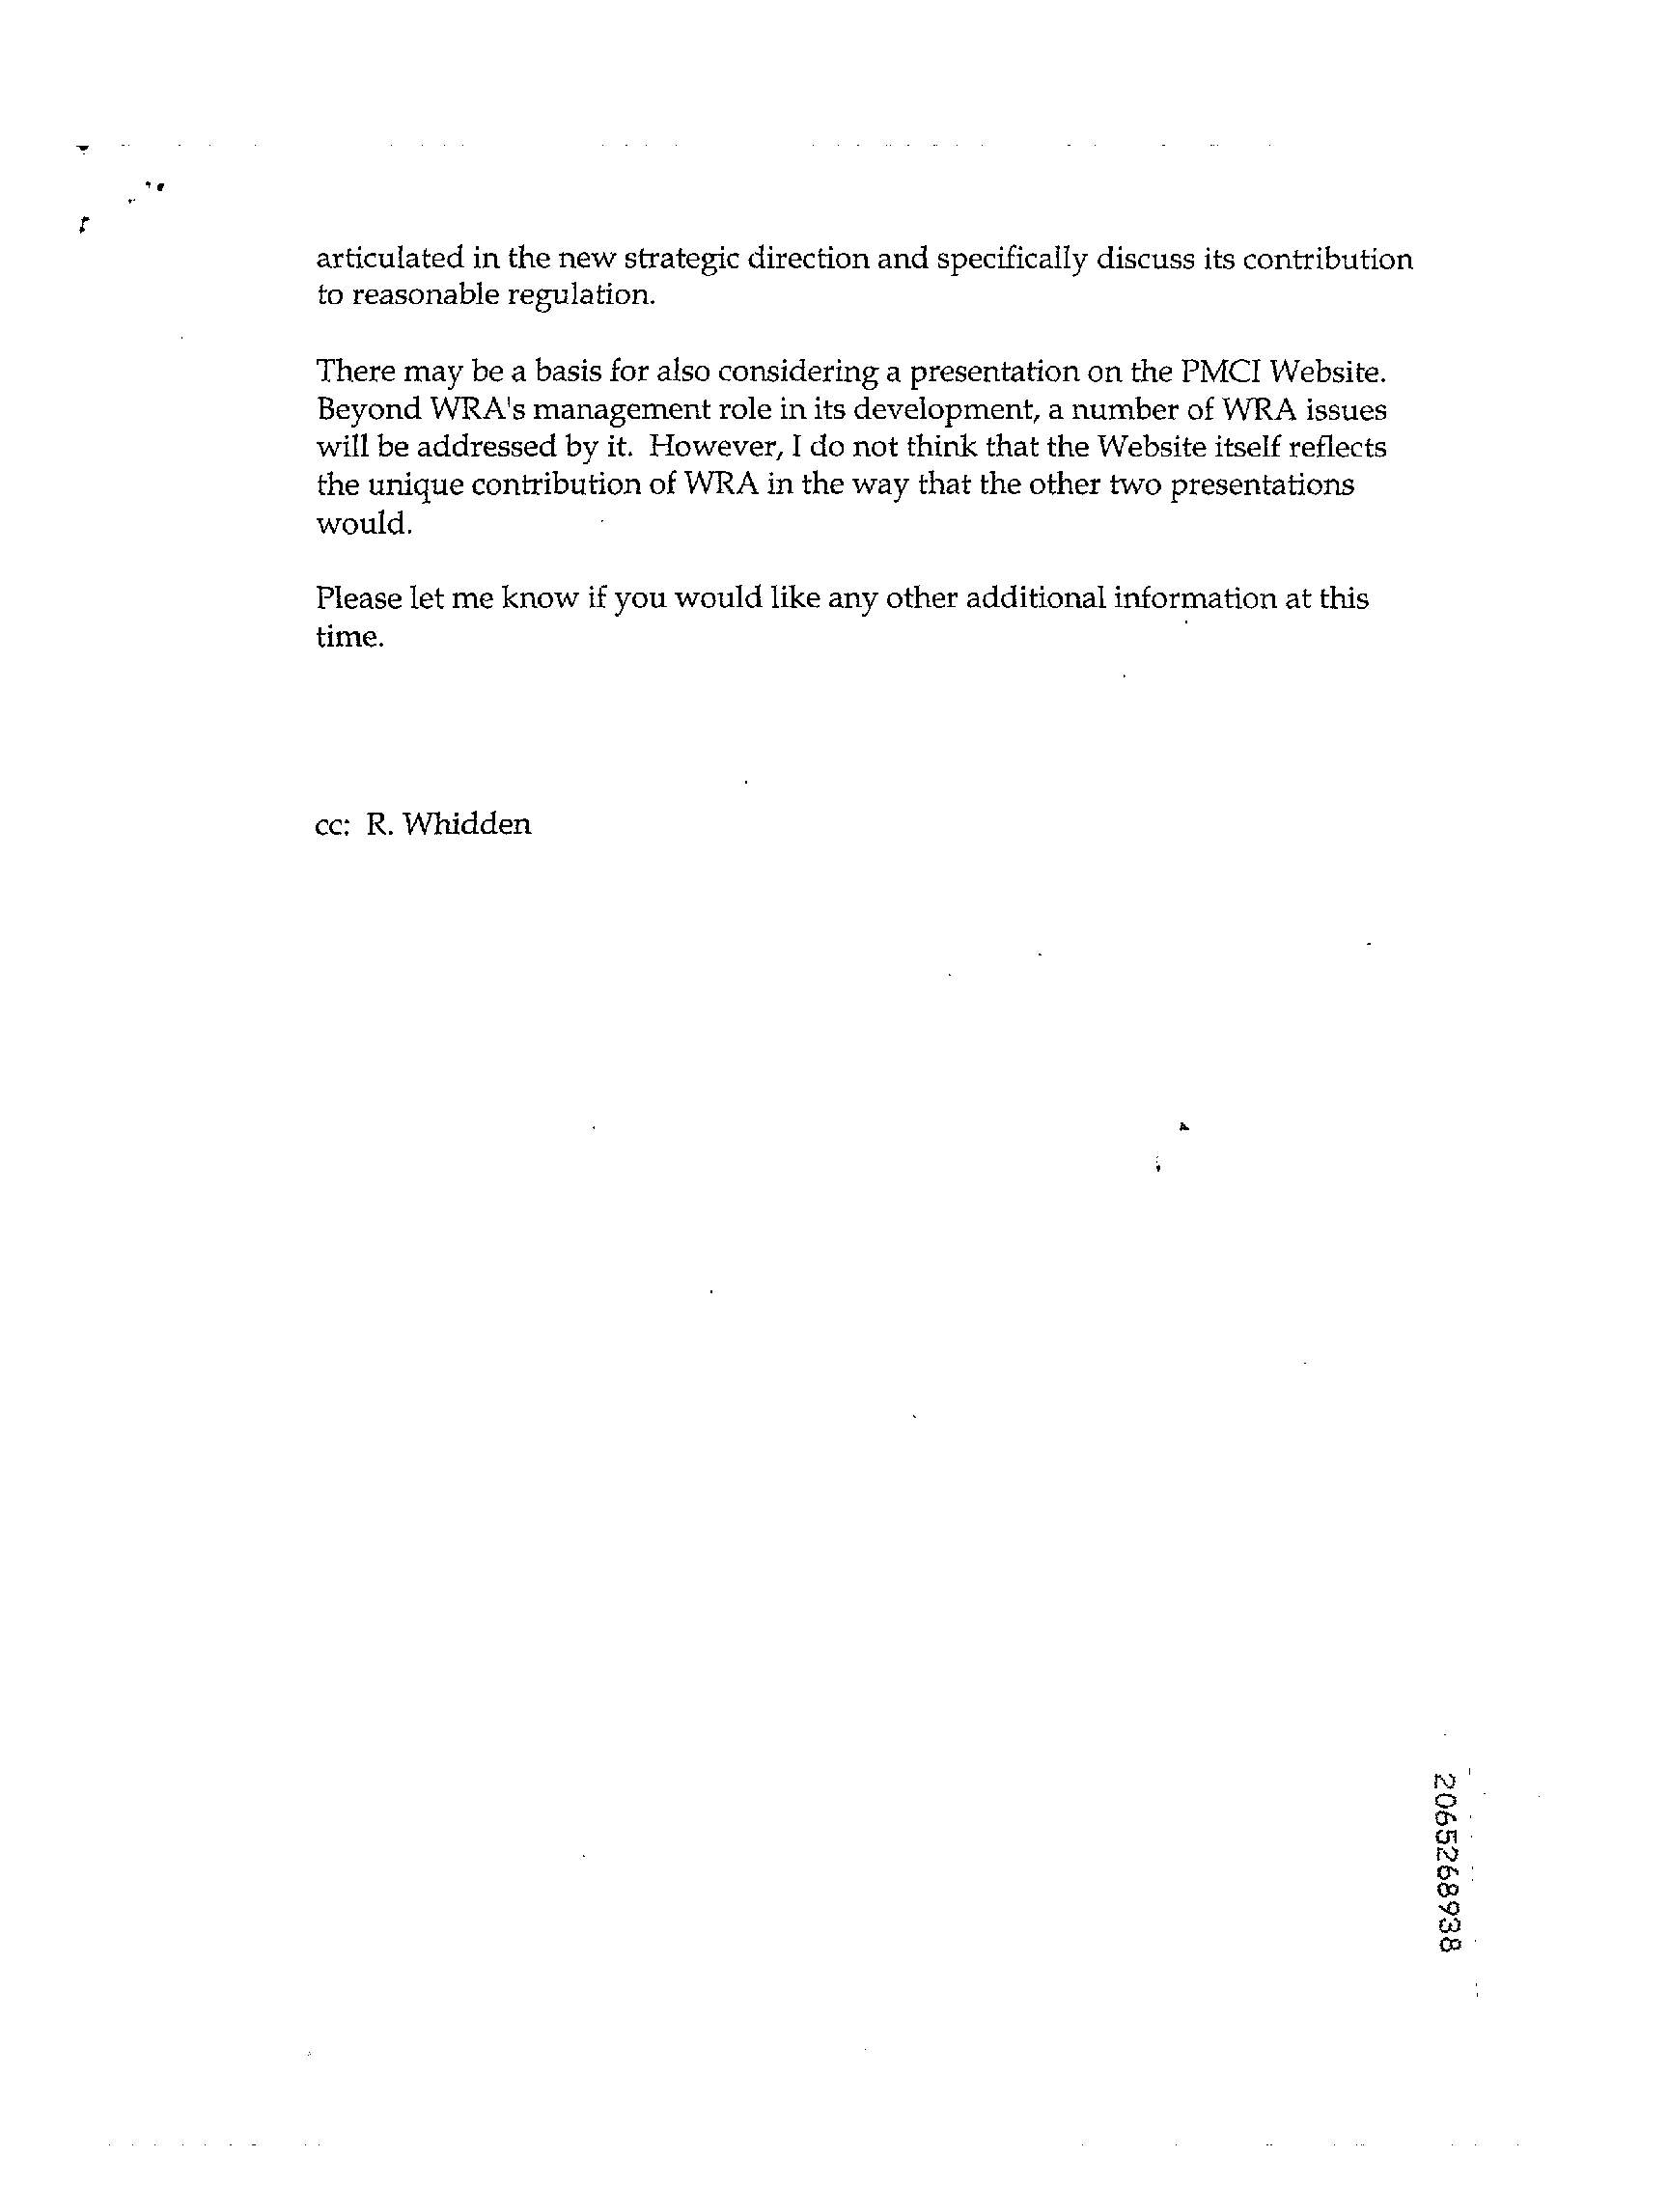 articulated in the new strategic direction and specifically discuss its contribution
to reasonable regulation.
There may be a basis for also considering a presentation on the PMCI Website.
Beyond WRA's management role in its development, a number of WRA issues
will be addressed by it.  However, I do not think that the Website itself reflects
the unique contribution of WRA in the way that the other two presentations
would.
Please let me know if you would like any other additional information at this
time.
cc:  R. Whidden
2065268938